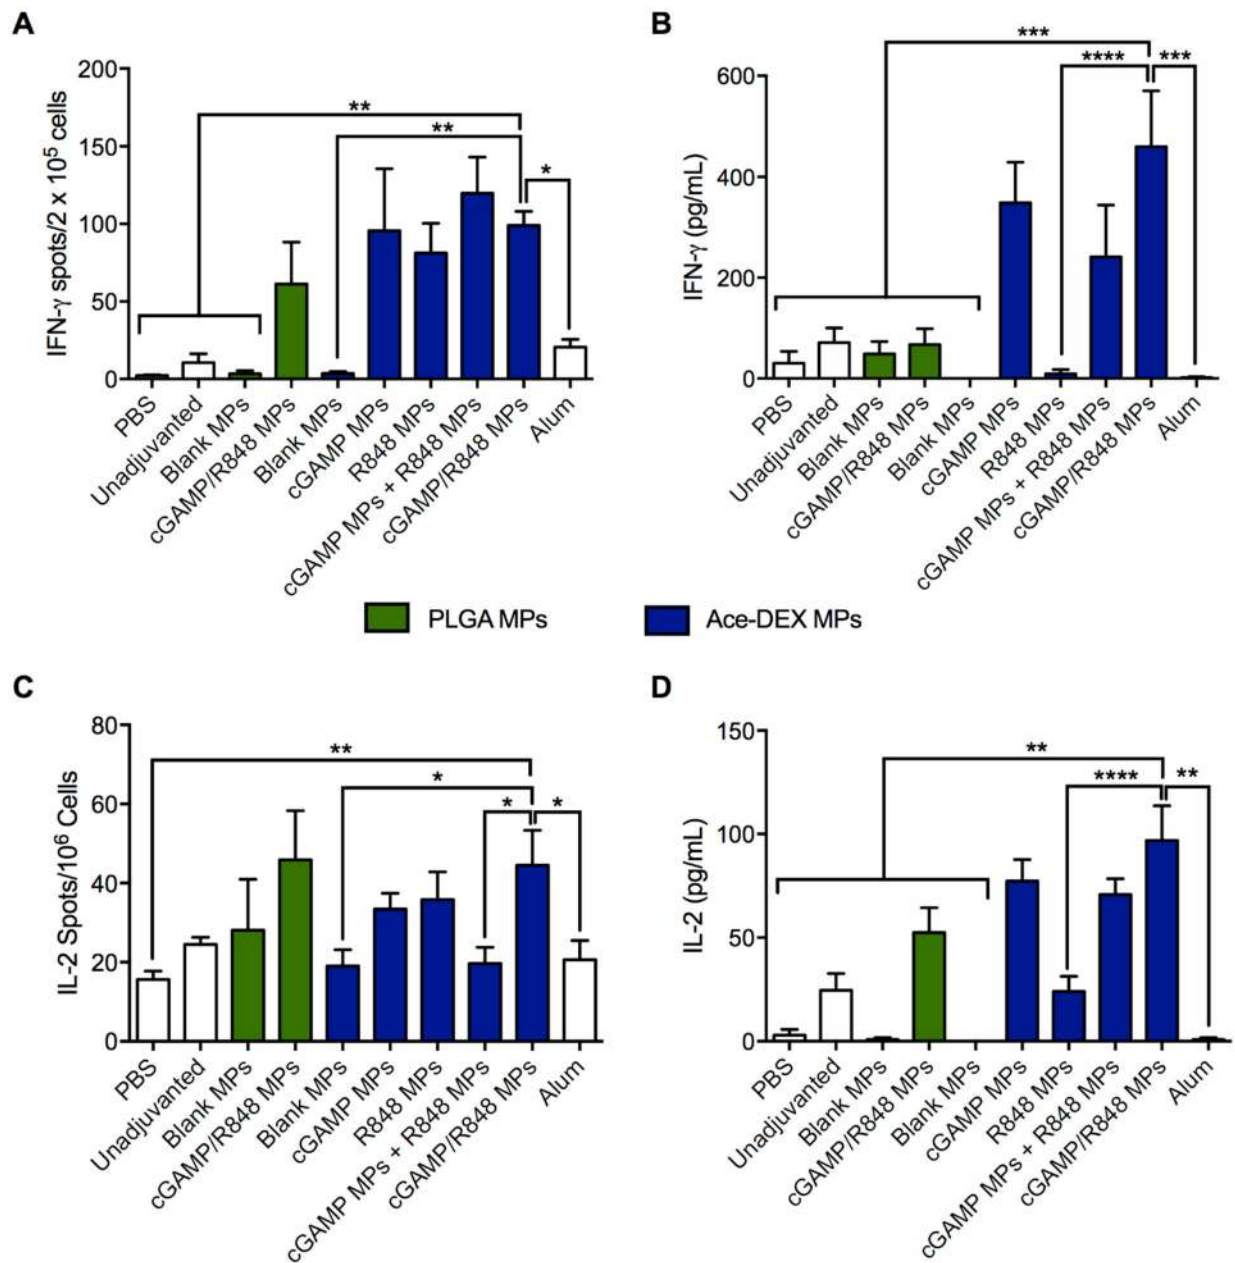 A
IFN-γ spots/2 x 10⁵ cells
200
150
100
50
0
**
**
*
PBS
Unadjuvanted
Blank MPs
cGAMP/R848 MPs
Blank MPs
cGAMP MPs
R848 MPs
cGAMP MPs + R848 MPs
cGAMP/R848 MPs
Alum
B
IFN-γ (pg/mL)
600
400
200
0
***
****
***
PBS
Unadjuvanted
Blank MPs
cGAMP/R848 MPs
Blank MPs
cGAMP MPs
R848 MPs
cGAMP MPs + R848 MPs
cGAMP/R848 MPs
Alum
PLGA MPs
Ace-DEX MPs
C
IL-2 Spots/10⁶ Cells
80
60
40
20
0
**
*
*
*
PBS
Unadjuvanted
Blank MPs
cGAMP/R848 MPs
Blank MPs
cGAMP MPs
R848 MPs
cGAMP MPs + R848 MPs
cGAMP/R848 MPs
Alum
D
IL-2 (pg/mL)
150
100
50
0
**
****
**
PBS
Unadjuvanted
Blank MPs
cGAMP/R848 MPs
Blank MPs
cGAMP MPs
R848 MPs
cGAMP MPs + R848 MPs
cGAMP/R848 MPs
Alum